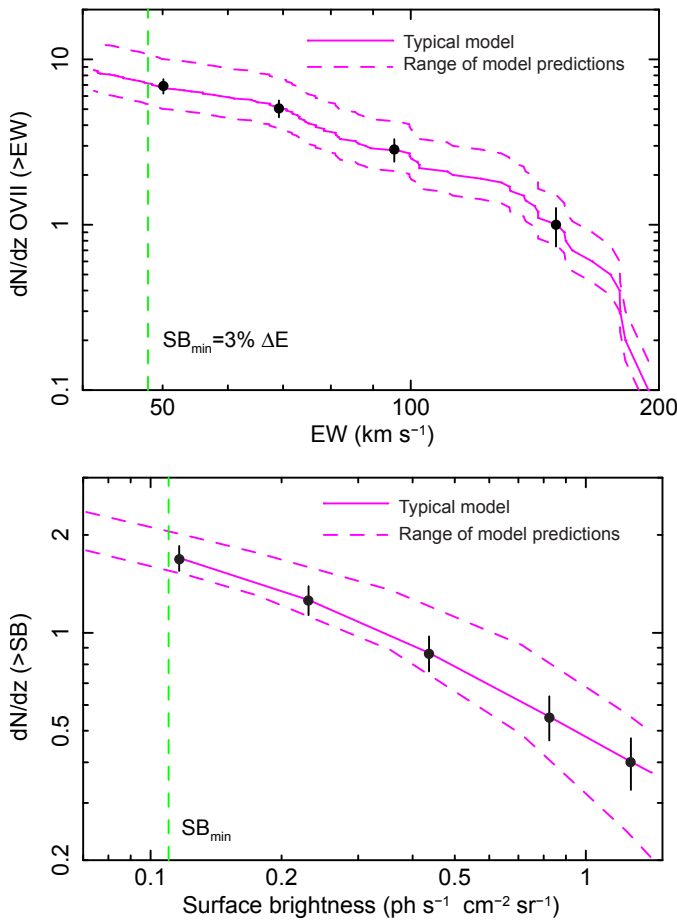 Typical model
Range of model predictions
10
1
0.1
dN/dz OVII (>EW)
SBmin=3% ΔE
50
100
200
EW (km s⁻¹)
Typical model
Range of model predictions
2
1
0.5
0.2
dN/dz (>SB)
SBmin
0.1
0.2
0.5
1
Surface brightness (ph s⁻¹ cm⁻² sr⁻¹)